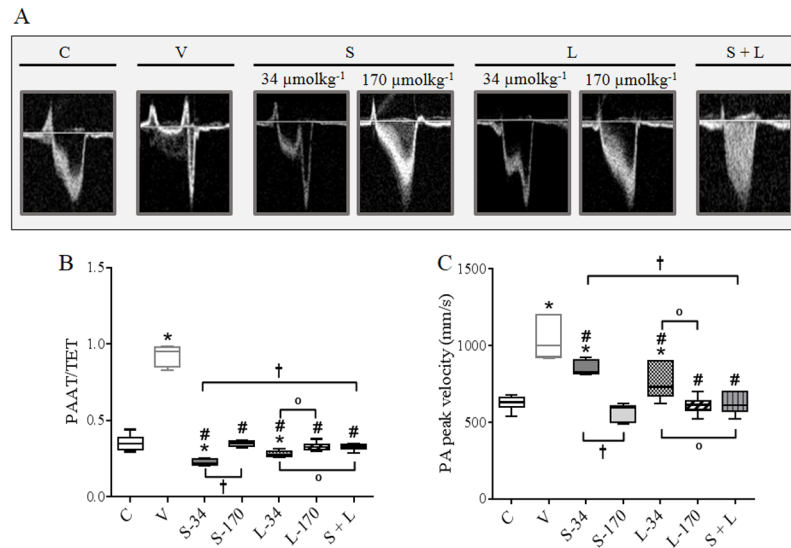 A
C V S L S + L
34 µmolkg-1 170 µmolkg-1 34 µmolkg-1 170 µmolkg-1
B
PAAT/TET
1.5
1.0
0.5
0.0
*
#
*
#
#
*
#
#
†
o
†
o
C V S-34 S-170 L-34 L-170 S + L
C
PA peak velocity (mm/s)
1500
1000
500
0
*
#
*
#
*
#
#
†
o
†
o
C V S-34 S-170 L-34 L-170 S + L